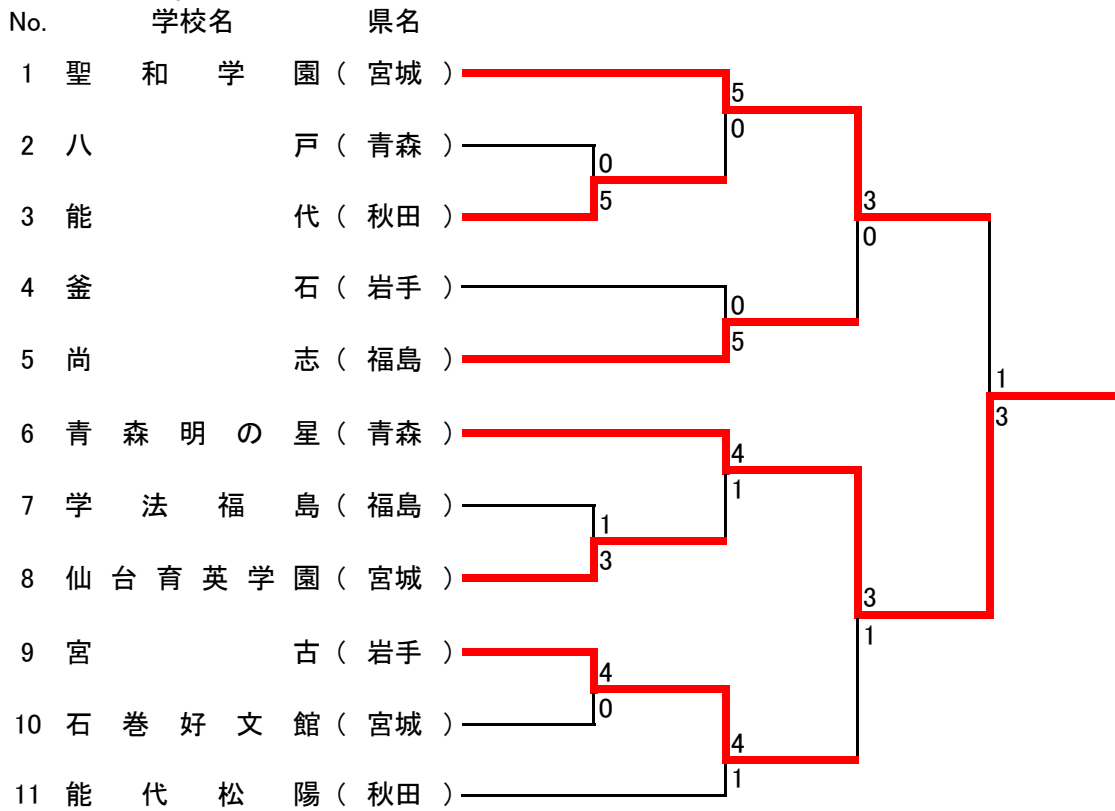 No. 学校名 県名
1 聖和学園 ( 宮城 )
5
0
2 八戸 ( 青森 )
0
5
3 能代 ( 秋田 )
3
0
4 釜石 ( 岩手 )
0
5
5 尚志 ( 福島 )
1
3
6 青森明の星 ( 青森 )
4
1
7 学法福島 ( 福島 )
1
3
8 仙台育英学園 ( 宮城 )
3
1
9 宮古 ( 岩手 )
4
0
10 石巻好文館 ( 宮城 )
4
1
11 能代松陽 ( 秋田 )